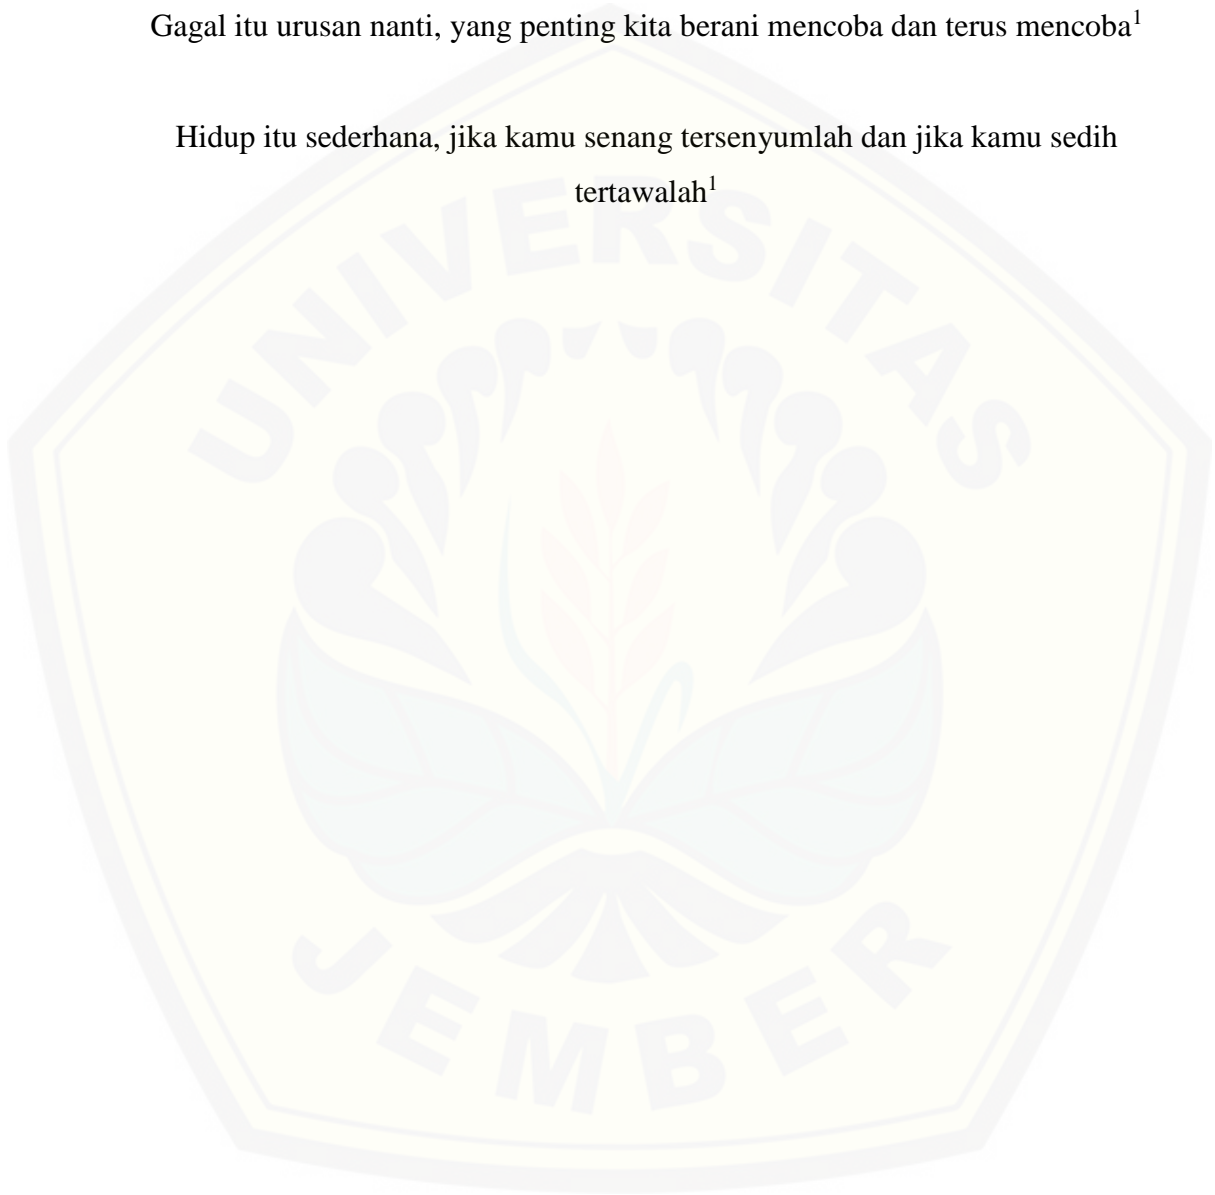 Gagal itu urusan nanti, yang penting kita berani mencoba dan terus mencoba¹
Hidup itu sederhana, jika kamu senang tersenyumlah dan jika kamu sedih
tertawalah¹
UNIVERSITAS
JEMBER